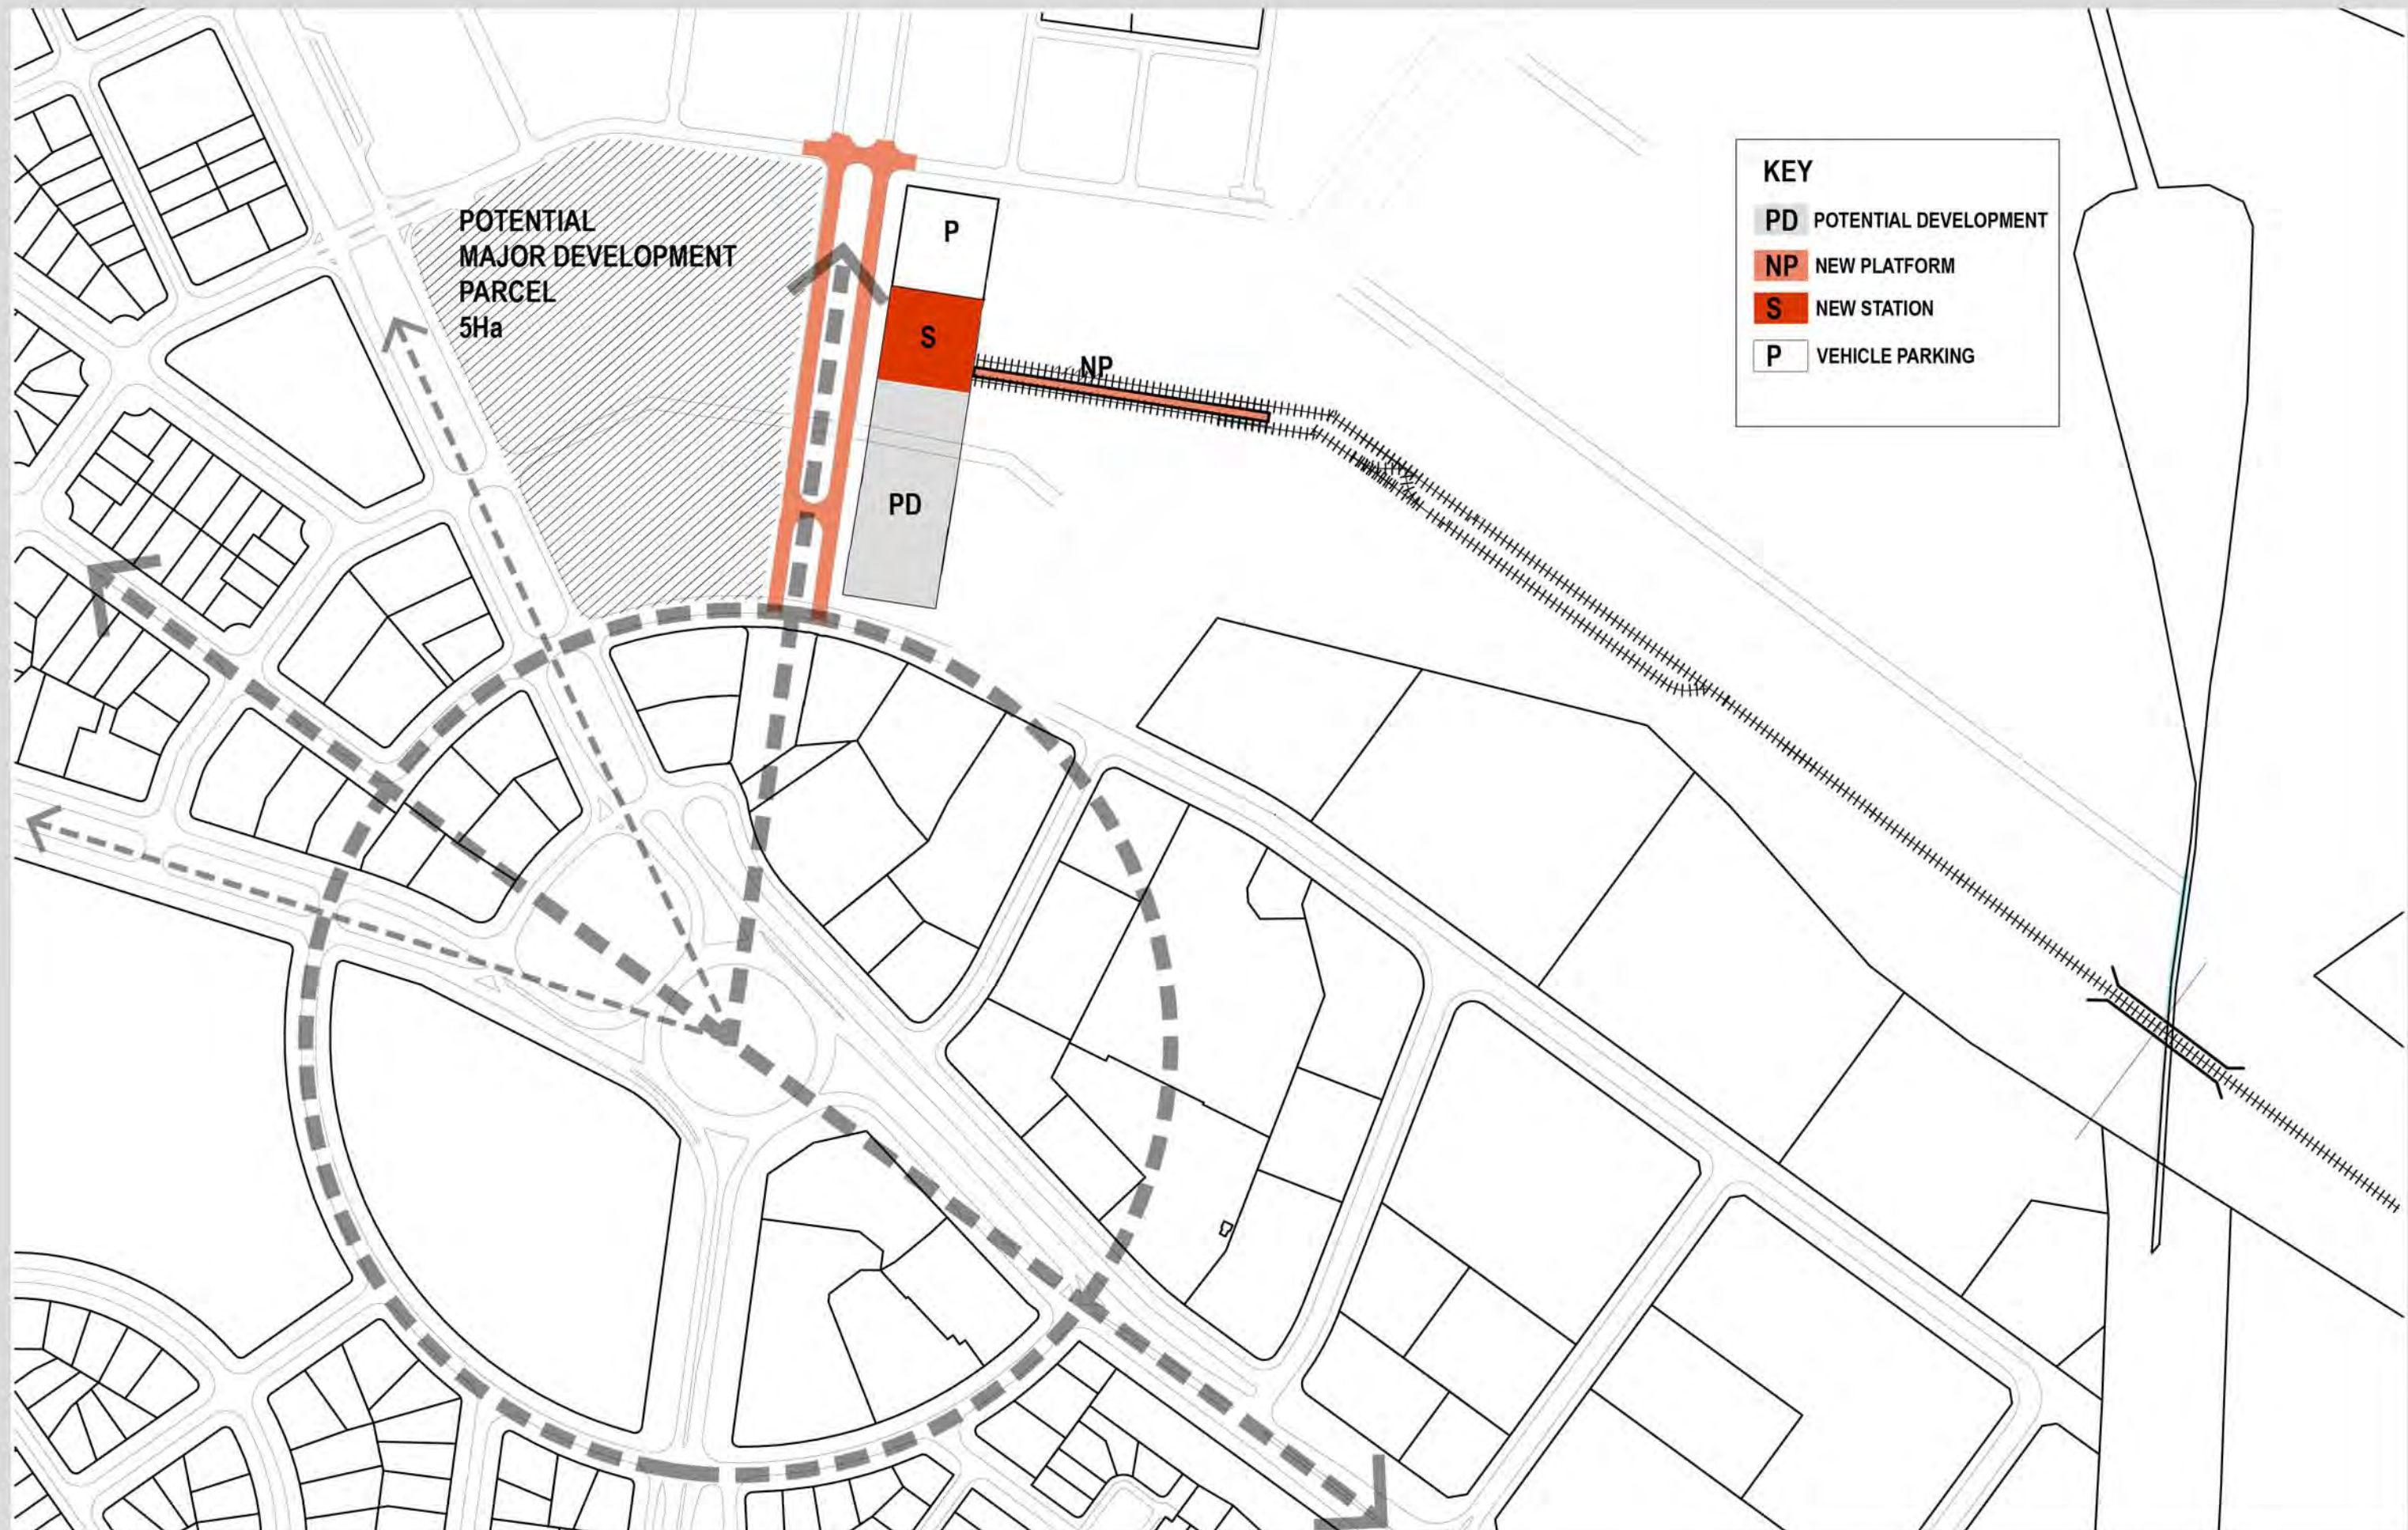 POTENTIAL
MAJOR DEVELOPMENT
PARCEL
5Ha
P
S
NP
PD
KEY
PD POTENTIAL DEVELOPMENT
NP NEW PLATFORM
S NEW STATION
P VEHICLE PARKING